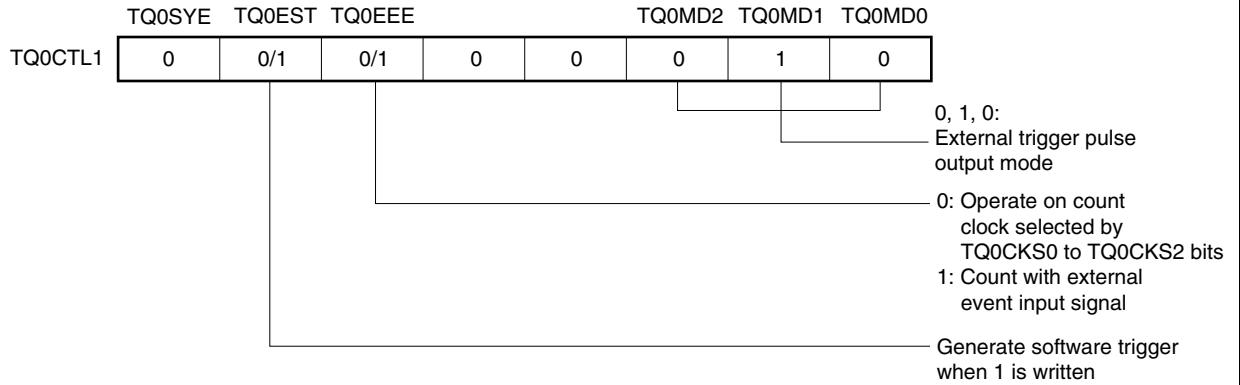 TQ0SYE TQ0EST TQ0EEE TQ0MD2 TQ0MD1 TQ0MD0
TQ0CTL1 0 0/1 0/1 0 0 0 1 0
0, 1, 0:
External trigger pulse
output mode
0: Operate on count
clock selected by
TQ0CKS0 to TQ0CKS2 bits
1: Count with external
event input signal
Generate software trigger
when 1 is written